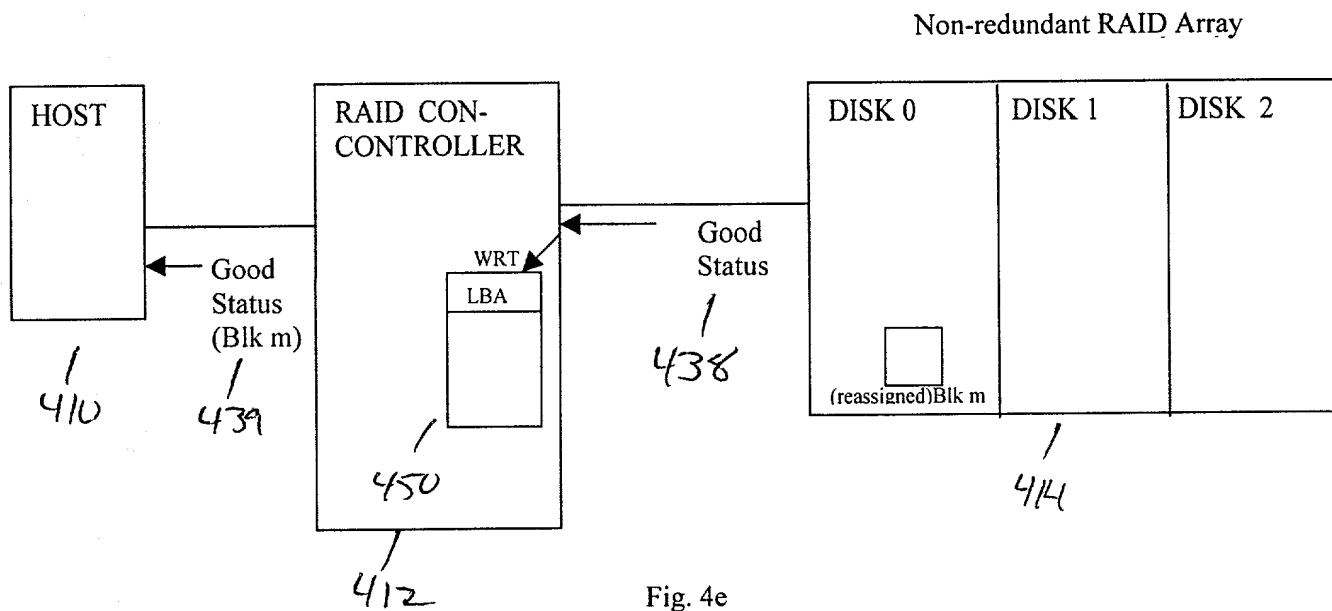 Non-redundant RAID Array
HOST
RAID CON-
CONTROLLER
DISK 0
DISK 1
DISK 2
Good
Status
(Blk m)
WRT
LBA
Good
Status
(reassigned)Blk m
410
439
450
412
438
414
Fig. 4e